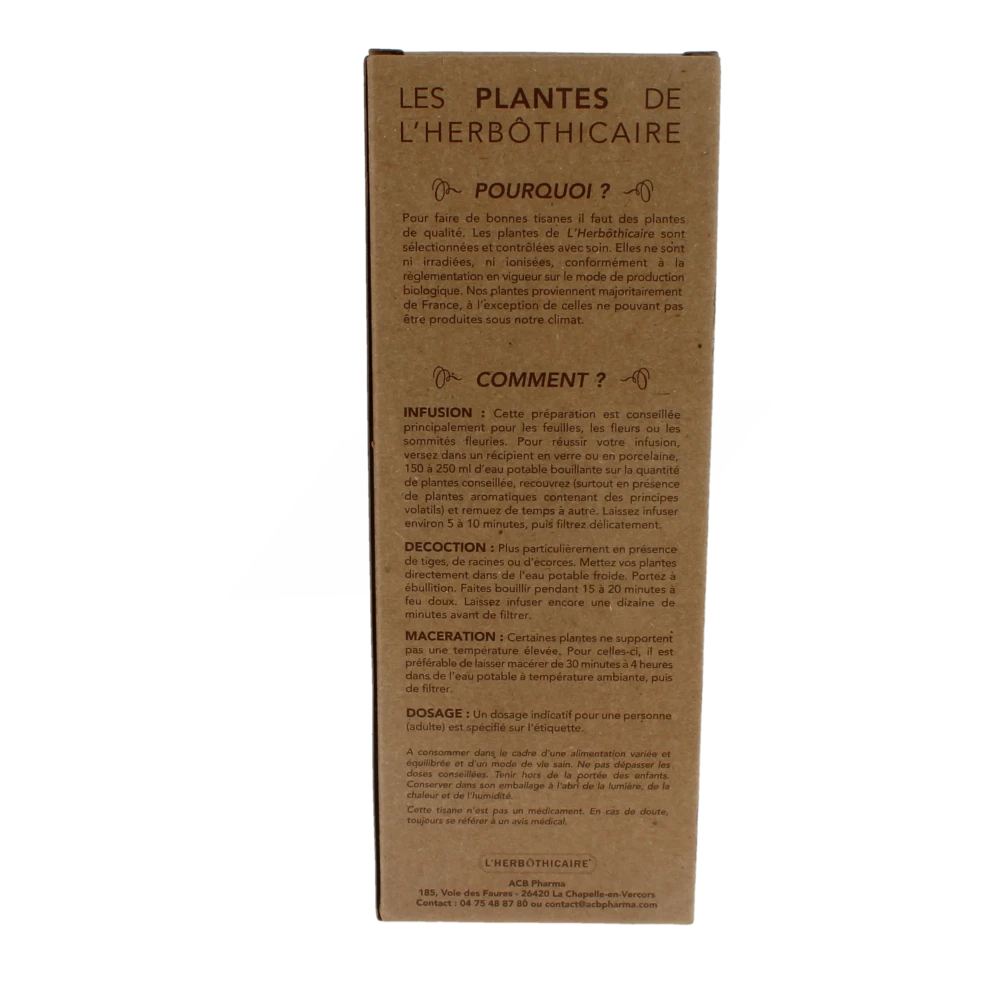 LES PLANTES DE
L'HERBÔTHICAIRE
POURQUOI ?
Pour faire de bonnes tisanes il faut des plantes
de qualité. Les plantes de L'Herbôthicaire sont
sélectionnées et contrôlées avec soin. Elles ne sont
ni irradiées, ni ionisées, conformément à la
règlementation en vigueur sur le mode de production
biologique. Nos plantes proviennent majoritairement
de France, à l'exception de celles ne pouvant pas
être produites sous notre climat.
COMMENT ?
INFUSION : Cette préparation est conseillée
principalement pour les feuilles, les fleurs ou les
sommités fleuries. Pour réussir votre infusion,
versez dans un récipient en verre ou en porcelaine,
150 à 250 ml d'eau potable bouillante sur la quantité
de plantes conseillée, recouvrez (surtout en présence
de plantes aromatiques contenant des principes
volatils) et remuez de temps à autre. Laissez infuser
environ 5 à 10 minutes, puis filtrez délicatement.
DECOCTION : Plus particulièrement en présence
de tiges, de racines ou d'écorces. Mettez vos plantes
directement dans de l'eau potable froide. Portez à
ébullition. Faites bouillir pendant 15 à 20 minutes à
feu doux. Laissez infuser encore une dizaine de
minutes avant de filtrer.
MACERATION : Certaines plantes ne supportent
pas une température élevée. Pour celles-ci, il est
préférable de laisser macérer de 30 minutes à 4 heures
dans de l'eau potable à température ambiante, puis
de filtrer.
DOSAGE : Un dosage indicatif pour une personne
(adulte) est spécifié sur l'étiquette.
A consommer dans le cadre d'une alimentation variée et
équilibrée et d'un mode de vie sain. Ne pas dépasser les
doses conseillées. Tenir hors de la portée des enfants.
Conserver dans son emballage à l'abri de la lumière, de la
chaleur et de l'humidité.
Cette tisane n'est pas un médicament. En cas de doute,
toujours se référer à un avis médical.
L'HERBÔTHICAIRE
ACB Pharma
185, Voie des Faures - 26420 La Chapelle-en-Vercors
Contact : 04 75 48 87 80 ou contact@acbpharma.com